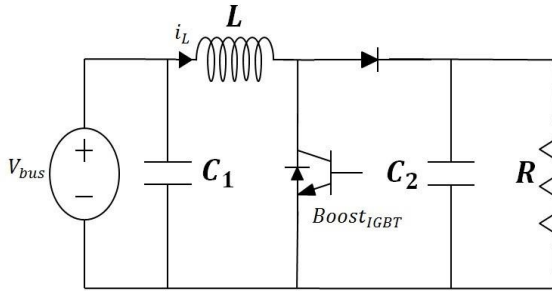 L
i_L
V_bus
+
−
C_1
Boost_IGBT
C_2
R